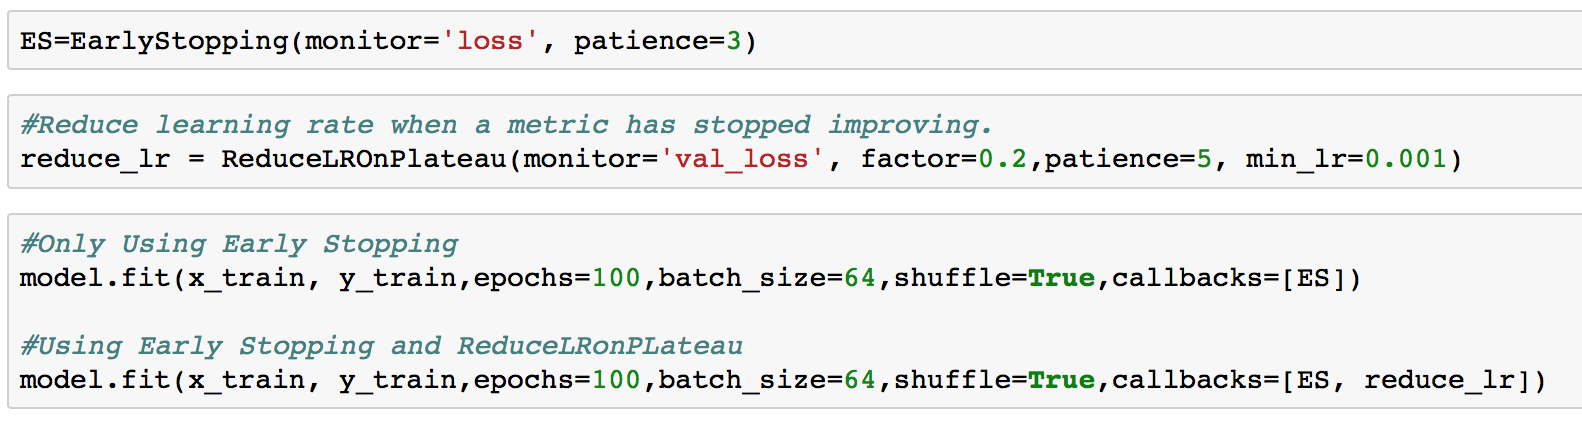 ES=EarlyStopping(monitor='loss', patience=3)
#Reduce learning rate when a metric has stopped improving.
reduce_lr = ReduceLROnPlateau(monitor='val_loss', factor=0.2,patience=5, min_lr=0.001)
#Only Using Early Stopping
model.fit(x_train, y_train,epochs=100,batch_size=64,shuffle=True,callbacks=[ES])
#Using Early Stopping and ReduceLRonPLateau
model.fit(x_train, y_train,epochs=100,batch_size=64,shuffle=True,callbacks=[ES, reduce_lr])